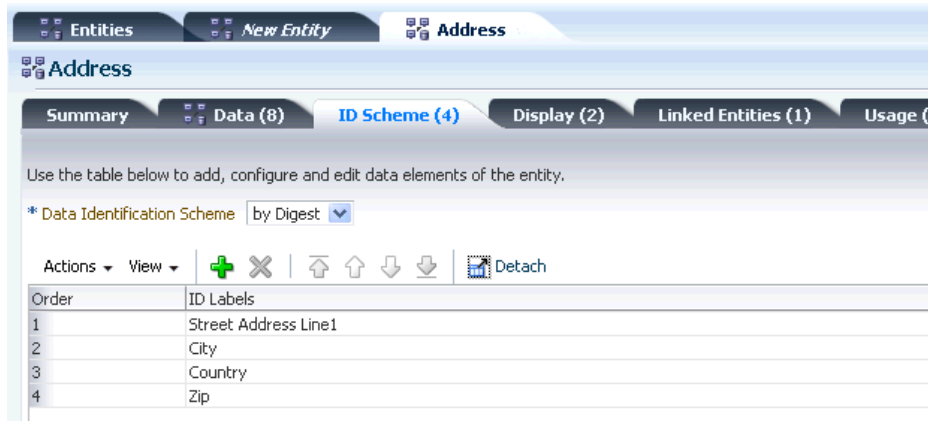 Entities New Entity Address
Address
Summary Data (8) ID Scheme (4) Display (2) Linked Entities (1) Usage (
Use the table below to add, configure and edit data elements of the entity.
* Data Identification Scheme by Digest
Actions View Detach
Order ID Labels
1 Street Address Line1
2 City
3 Country
4 Zip